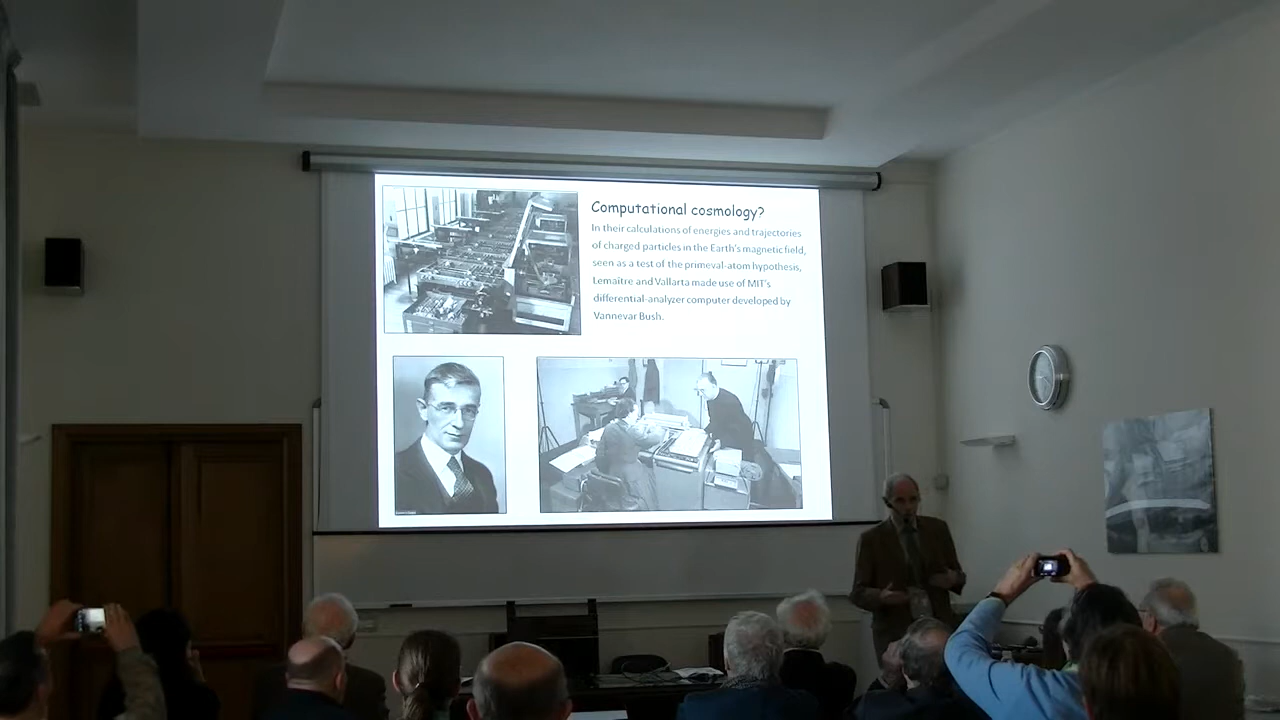 Computational cosmology?
In their calculations of energies and trajectories
of charged particles in the Earth's magnetic field,
seen as a test of the primeval-atom hypothesis,
Lemaître and Vallarta made use of MIT's
differential-analyzer computer developed by
Vannevar Bush.